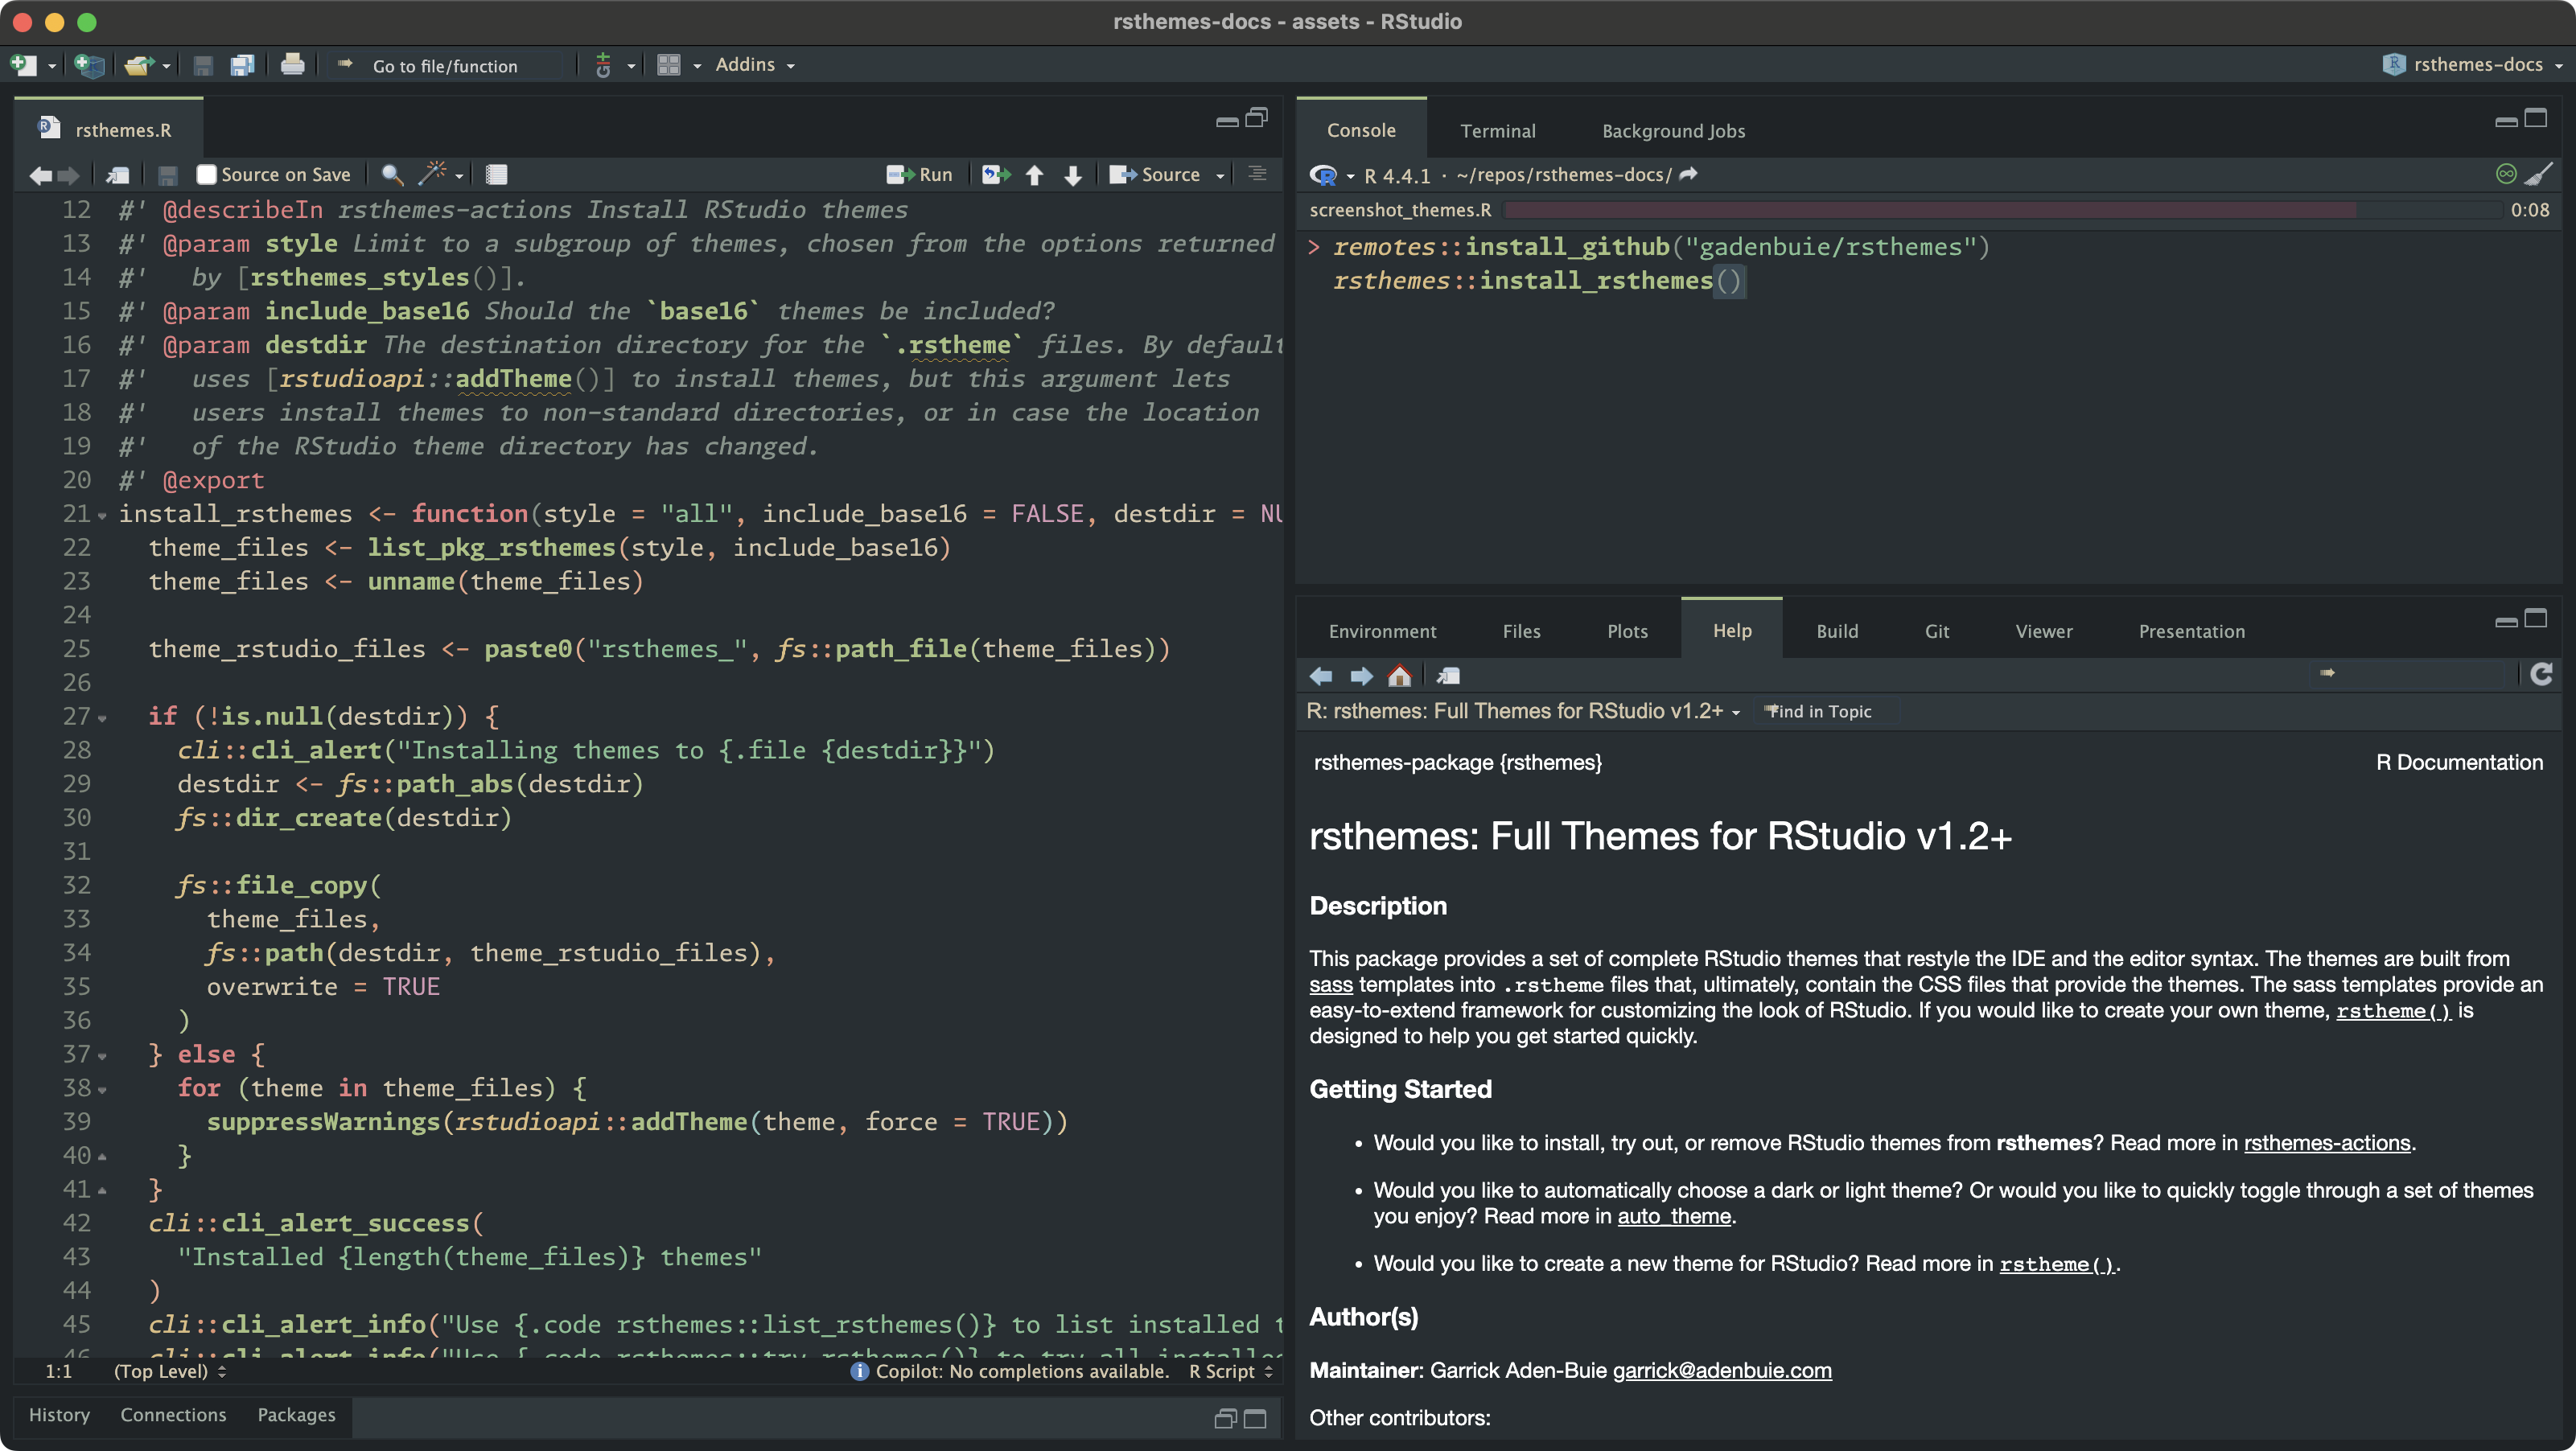 rsthemes-docs - assets - RStudio
Go to file/function
Addins
rsthemes-docs
rsthemes.R
Source on Save
Run
Source
12 #' @describeIn rsthemes-actions Install RStudio themes
13 #' @param style Limit to a subgroup of themes, chosen from the options returned
14 #'   by [rsthemes_styles()].
15 #' @param include_base16 Should the `base16` themes be included?
16 #' @param destdir The destination directory for the `.rstheme` files. By default
17 #'   uses [rstudioapi::addTheme()] to install themes, but this argument lets
18 #'   users install themes to non-standard directories, or in case the location
19 #'   of the RStudio theme directory has changed.
20 #' @export
21 install_rsthemes <- function(style = "all", include_base16 = FALSE, destdir = NU
22   theme_files <- list_pkg_rsthemes(style, include_base16)
23   theme_files <- unname(theme_files)
24
25   theme_rstudio_files <- paste0("rsthemes_", fs::path_file(theme_files))
26
27   if (!is.null(destdir)) {
28     cli::cli_alert("Installing themes to {.file {destdir}}")
29     destdir <- fs::path_abs(destdir)
30     fs::dir_create(destdir)
31
32     fs::file_copy(
33       theme_files,
34       fs::path(destdir, theme_rstudio_files),
35       overwrite = TRUE
36     )
37   } else {
38     for (theme in theme_files) {
39       suppressWarnings(rstudioapi::addTheme(theme, force = TRUE))
40     }
41   }
42   cli::cli_alert_success(
43     "Installed {length(theme_files)} themes"
44   )
45   cli::cli_alert_info("Use {.code rsthemes::list_rsthemes()} to list installed t
46   cli::cli_alert_info("Use {.code rsthemes::try_rsthemes()} to try all installed
1:1
(Top Level)
Copilot: No completions available.
R Script
History
Connections
Packages
Console
Terminal
Background Jobs
R 4.4.1 · ~/repos/rsthemes-docs/
screenshot_themes.R
0:08
> remotes::install_github("gadenbuie/rsthemes")
  rsthemes::install_rsthemes()
Environment
Files
Plots
Help
Build
Git
Viewer
Presentation
R: rsthemes: Full Themes for RStudio v1.2+
Find in Topic
rsthemes-package {rsthemes}
R Documentation
rsthemes: Full Themes for RStudio v1.2+
Description
This package provides a set of complete RStudio themes that restyle the IDE and the editor syntax. The themes are built from
sass templates into .rstheme files that, ultimately, contain the CSS files that provide the themes. The sass templates provide an
easy-to-extend framework for customizing the look of RStudio. If you would like to create your own theme, rstheme() is
designed to help you get started quickly.
Getting Started
• Would you like to install, try out, or remove RStudio themes from rsthemes? Read more in rsthemes-actions.
• Would you like to automatically choose a dark or light theme? Or would you like to quickly toggle through a set of themes
you enjoy? Read more in auto_theme.
• Would you like to create a new theme for RStudio? Read more in rstheme().
Author(s)
Maintainer: Garrick Aden-Buie garrick@adenbuie.com
Other contributors: